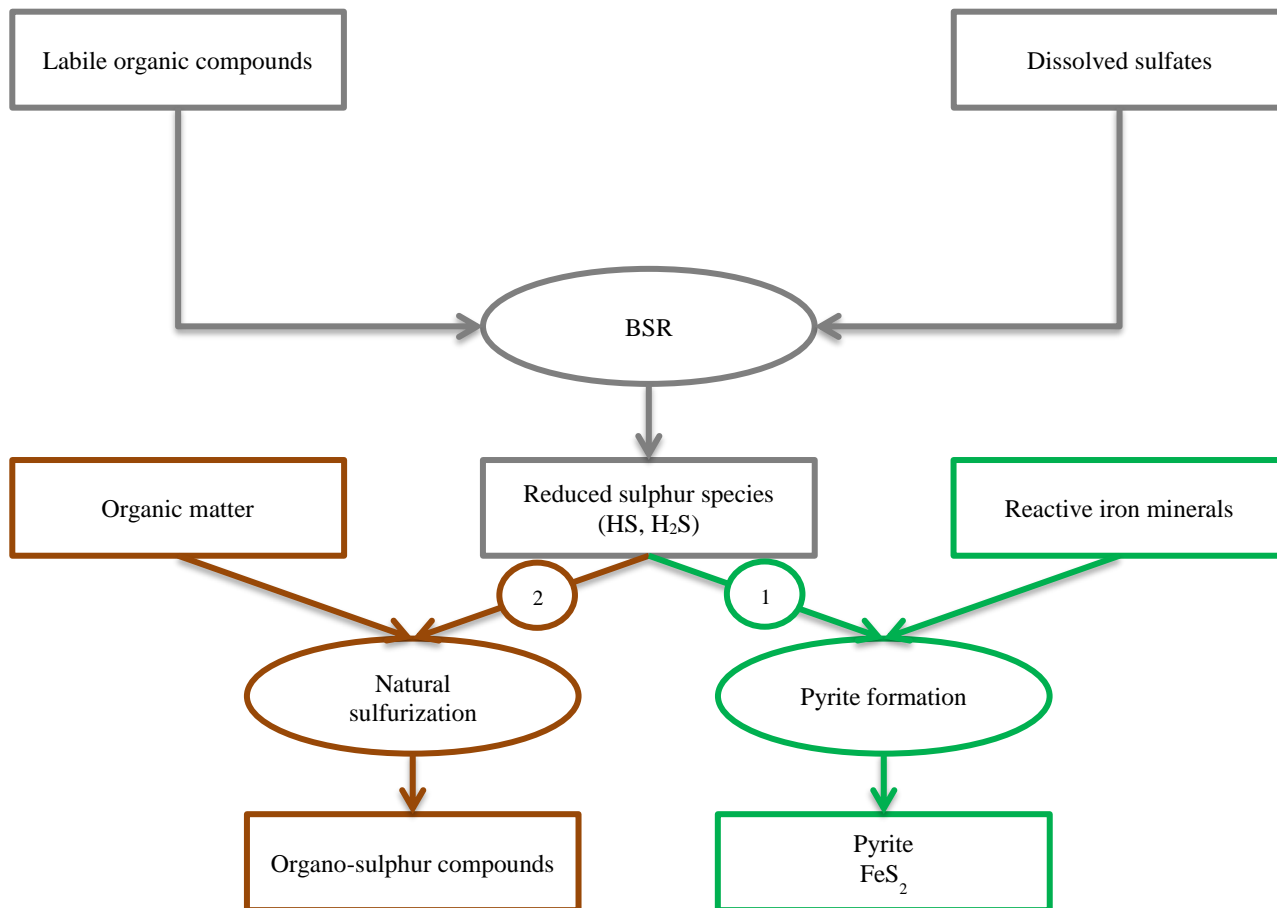 Labile organic compounds
Dissolved sulfates
BSR
Organic matter
Reduced sulphur species
(HS, H₂S)
Reactive iron minerals
2
1
Natural
sulfurization
Pyrite formation
Organo-sulphur compounds
Pyrite
FeS₂